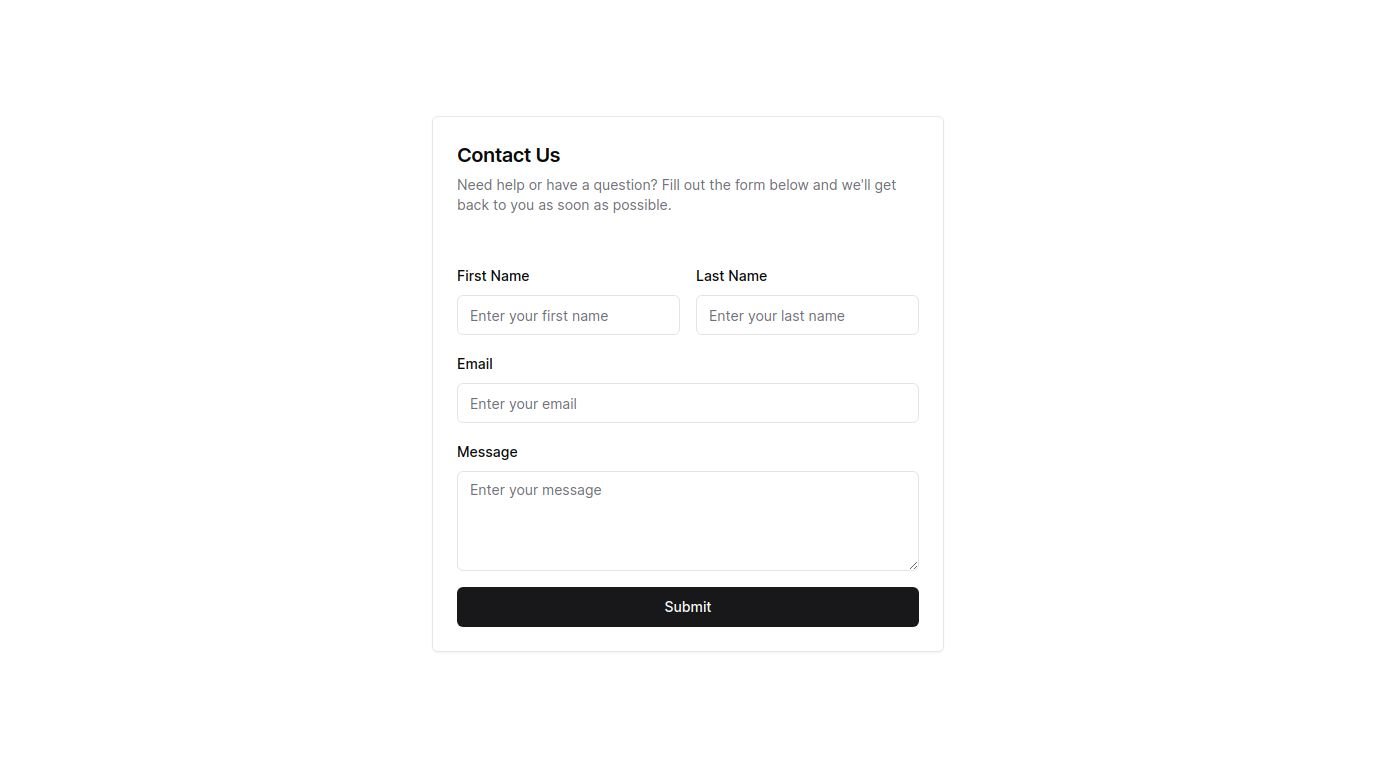 Contact Us
Need help or have a question? Fill out the form below and we'll get
back to you as soon as possible.
First Name
Last Name
Enter your first name
Enter your last name
Email
Enter your email
Message
Enter your message
Submit